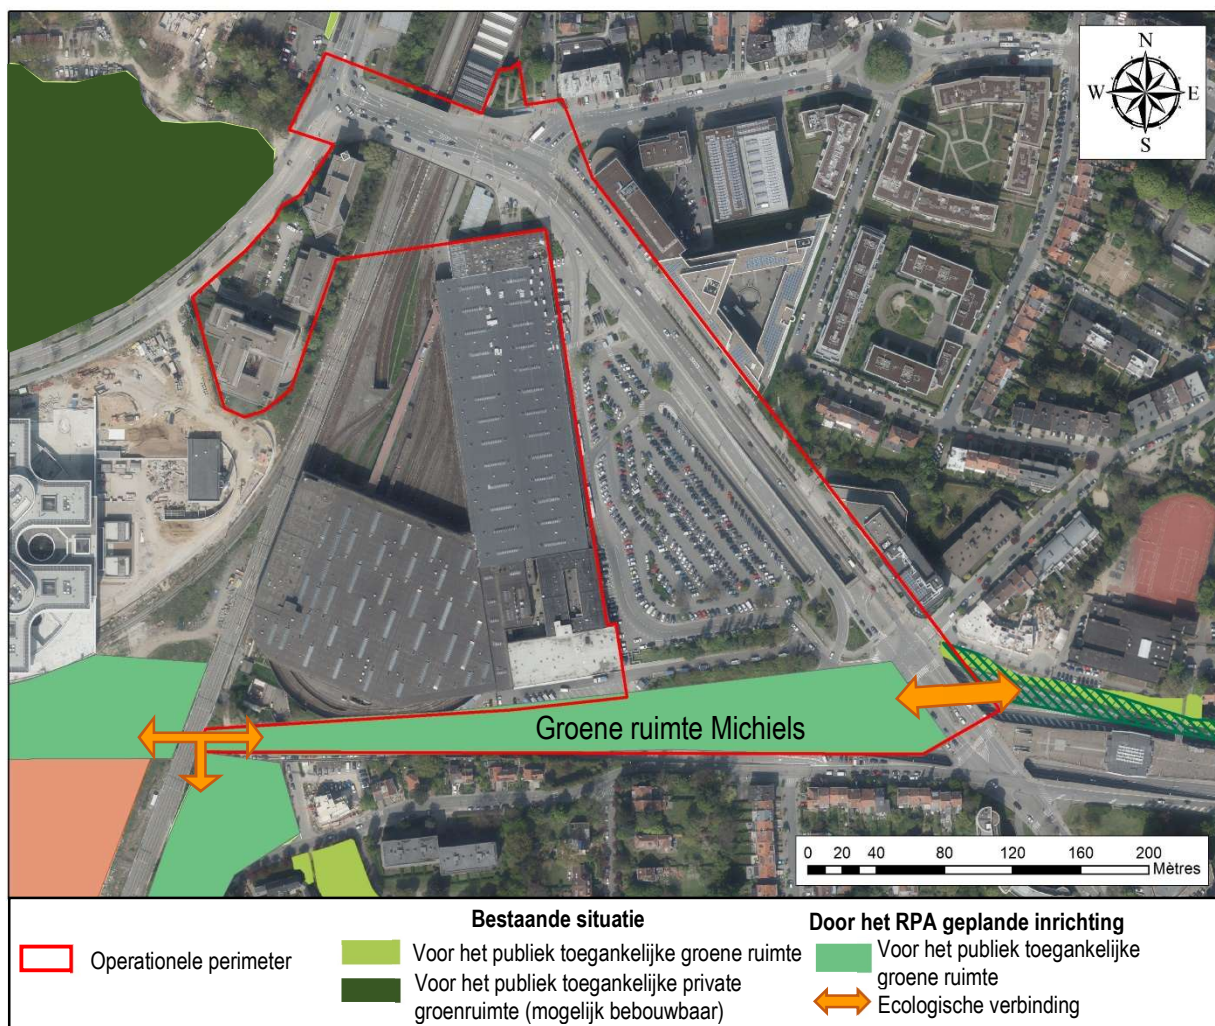 N
W E
S
Groene ruimte Michiels
0 20 40 80 120 160 200
Mètres
Operationele perimeter
Bestaande situatie
Voor het publiek toegankelijke groene ruimte
Voor het publiek toegankelijke private
groenruimte (mogelijk bebouwbaar)
Door het RPA geplande inrichting
Voor het publiek toegankelijke
groene ruimte
Ecologische verbinding